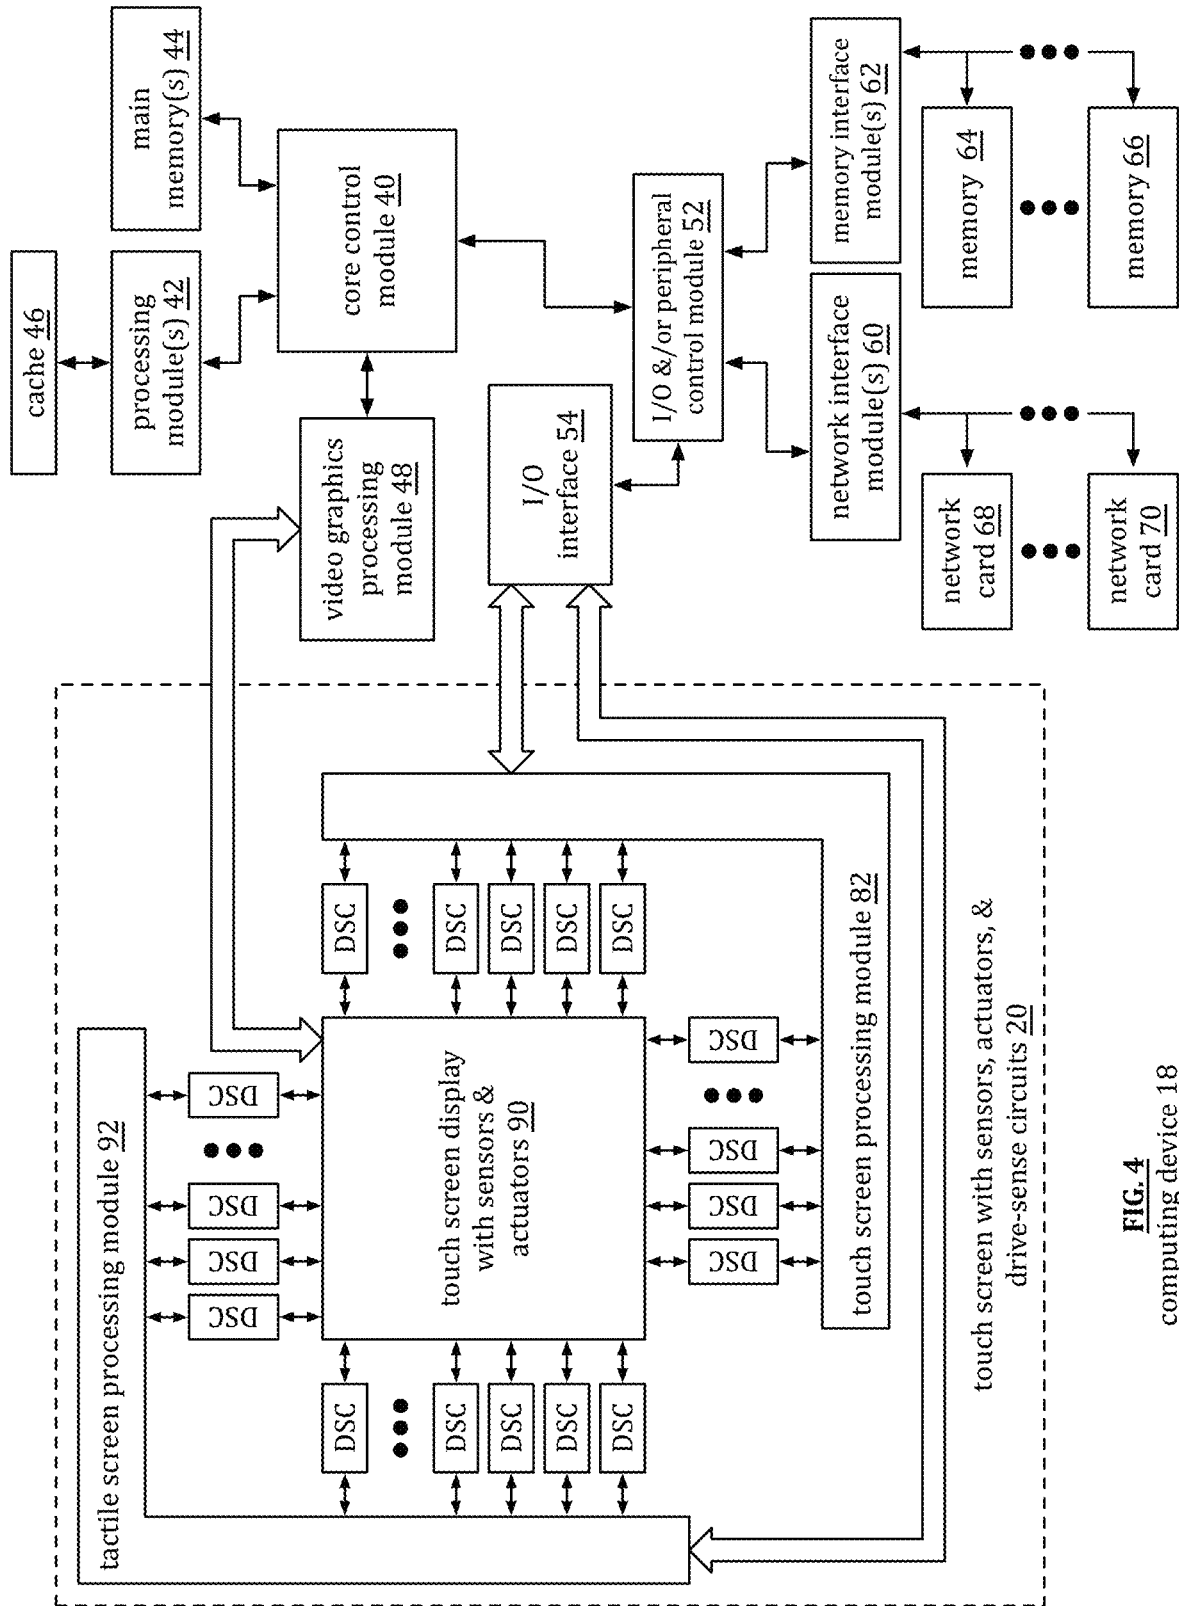 cache 46
main
memory(s) 44
processing
module(s) 42
tactile screen processing module 92
DSC
DSC
DSC
DSC
core control
module 40
video graphics
processing
module 48
DSC
DSC
DSC
DSC
DSC
touch screen display
with sensors &
actuators 90
DSC
DSC
DSC
DSC
DSC
I/O
interface 54
I/O &/or peripheral
control module 52
DSC
DSC
DSC
DSC
touch screen processing module 82
network interface
module(s) 60
memory interface
module(s) 62
touch screen with sensors, actuators, &
drive-sense circuits 20
network
card 68
memory 64
network
card 70
memory 66
FIG. 4
computing device 18